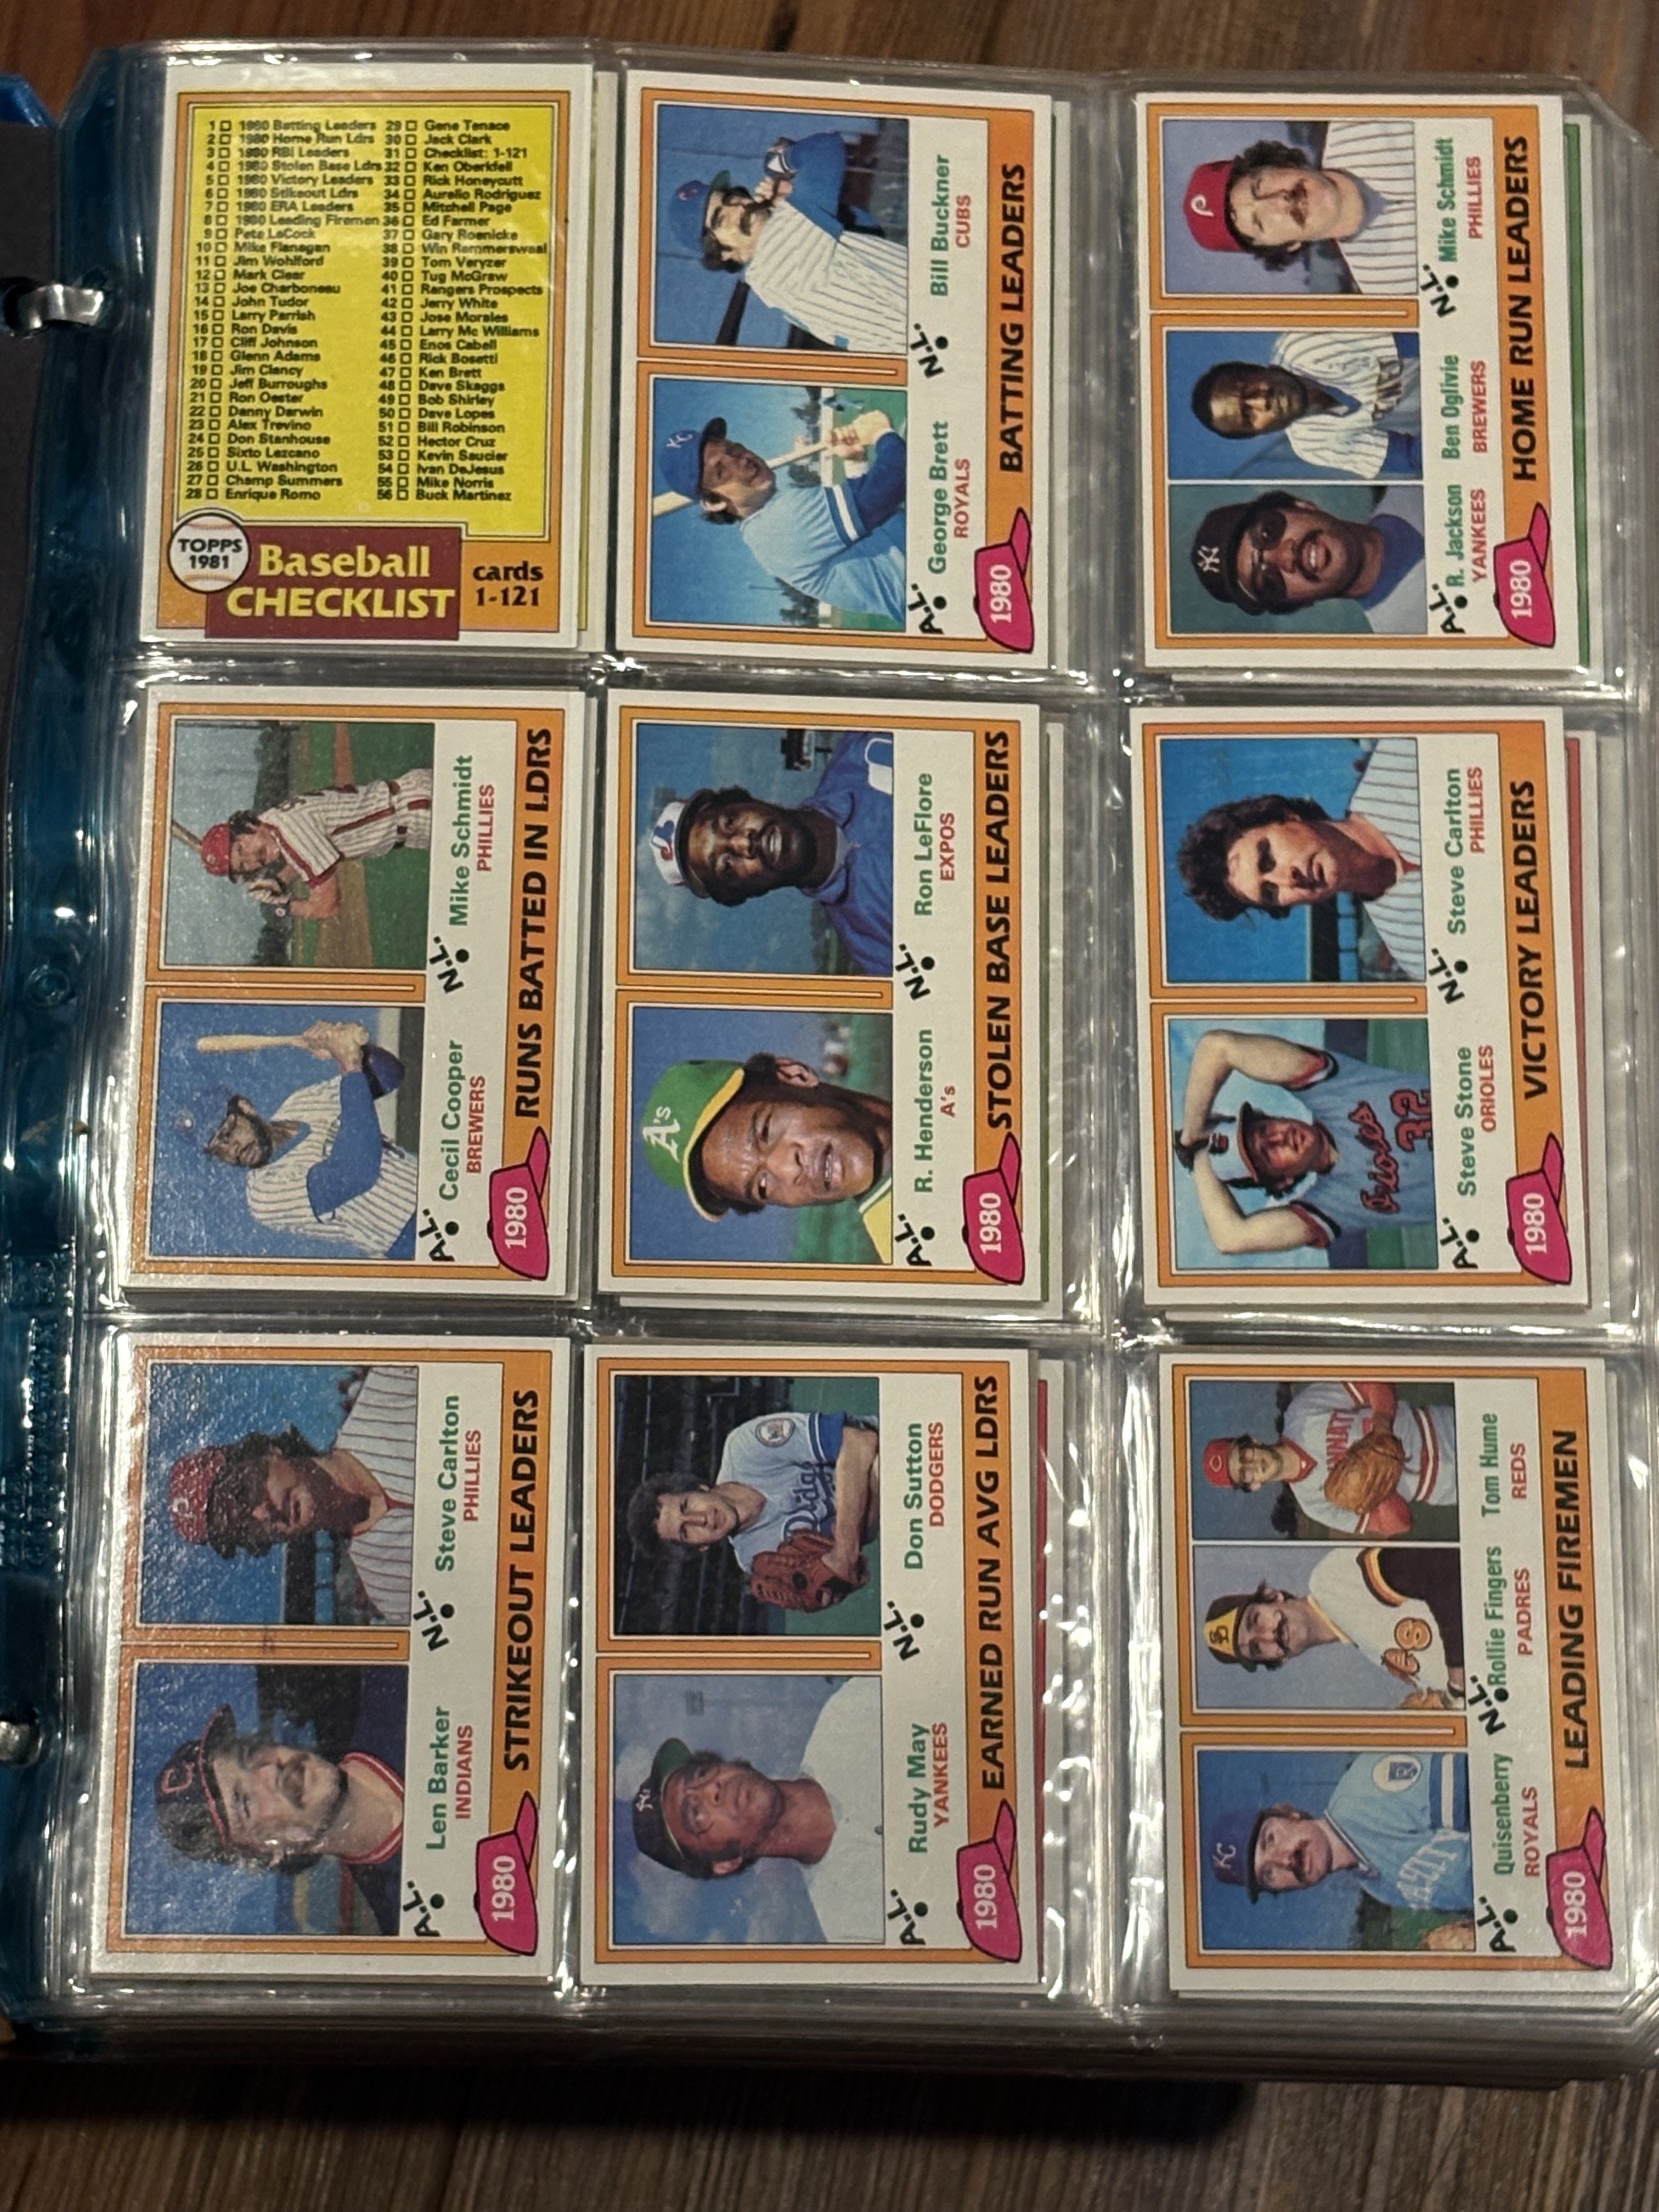 1 1980 Batting Leaders
2 1980 Home Run Ldrs
3 1980 RBI Leaders
4 1980 Stolen Base Ldrs
5 1980 Victory Leaders
6 1980 Strikeout Ldrs
7 1980 ERA Leaders
8 1980 Leading Firemen
9 Pete LaCock
10 Mike Flanagan
11 Jim Wohlford
12 Mark Clear
13 Joe Charboneau
14 John Tudor
15 Larry Parrish
16 Ron Davis
17 Cliff Johnson
18 Glenn Adams
19 Jim Clancy
20 Jeff Burroughs
21 Ron Oester
22 Danny Darwin
23 Alex Trevino
24 Don Stanhouse
25 Sixto Lezcano
26 U.L. Washington
27 Champ Summers
28 Enrique Romo
29 Gene Tenace
30 Jack Clark
31 Checklist: 1-121
32 Ken Oberkfell
33 Rick Honeycutt
34 Aurelio Rodriguez
35 Mitchell Page
36 Ed Farmer
37 Gary Roenicke
38 Win Remmerswaal
39 Tom Veryzer
40 Tug McGraw
41 Rangers Prospects
42 Jerry White
43 Jose Morales
44 Larry Mc Williams
45 Enos Cabell
46 Rick Bosetti
47 Ken Brett
48 Dave Skaggs
49 Bob Shirley
50 Dave Lopes
51 Bill Robinson
52 Hector Cruz
53 Kevin Saucier
54 Ivan DeJesus
55 Mike Norris
56 Buck Martinez
TOPPS
1981
Baseball
CHECKLIST
cards
1-121
KC
A.L. George Brett
ROYALS
N.L. Bill Buckner
CUBS
1980 BATTING LEADERS
NY
P
A.L. R. Jackson
YANKEES
Ben Oglivie
BREWERS
N.L. Mike Schmidt
PHILLIES
1980 HOME RUN LEADERS
A.L. Cecil Cooper
BREWERS
N.L. Mike Schmidt
PHILLIES
1980 RUNS BATTED IN LDRS
A's
A.L. R. Henderson
A's
N.L. Ron LeFlore
EXPOS
1980 STOLEN BASE LEADERS
Orioles
32
A.L. Steve Stone
ORIOLES
N.L. Steve Carlton
PHILLIES
1980 VICTORY LEADERS
C
A.L. Len Barker
INDIANS
N.L. Steve Carlton
PHILLIES
1980 STRIKEOUT LEADERS
NY
A.L. Rudy May
YANKEES
N.L. Don Sutton
DODGERS
1980 EARNED RUN AVG LDRS
KC
SD
C
A.L. Quisenberry
ROYALS
N.L. Rollie Fingers
PADRES
Tom Hume
REDS
1980 LEADING FIREMEN